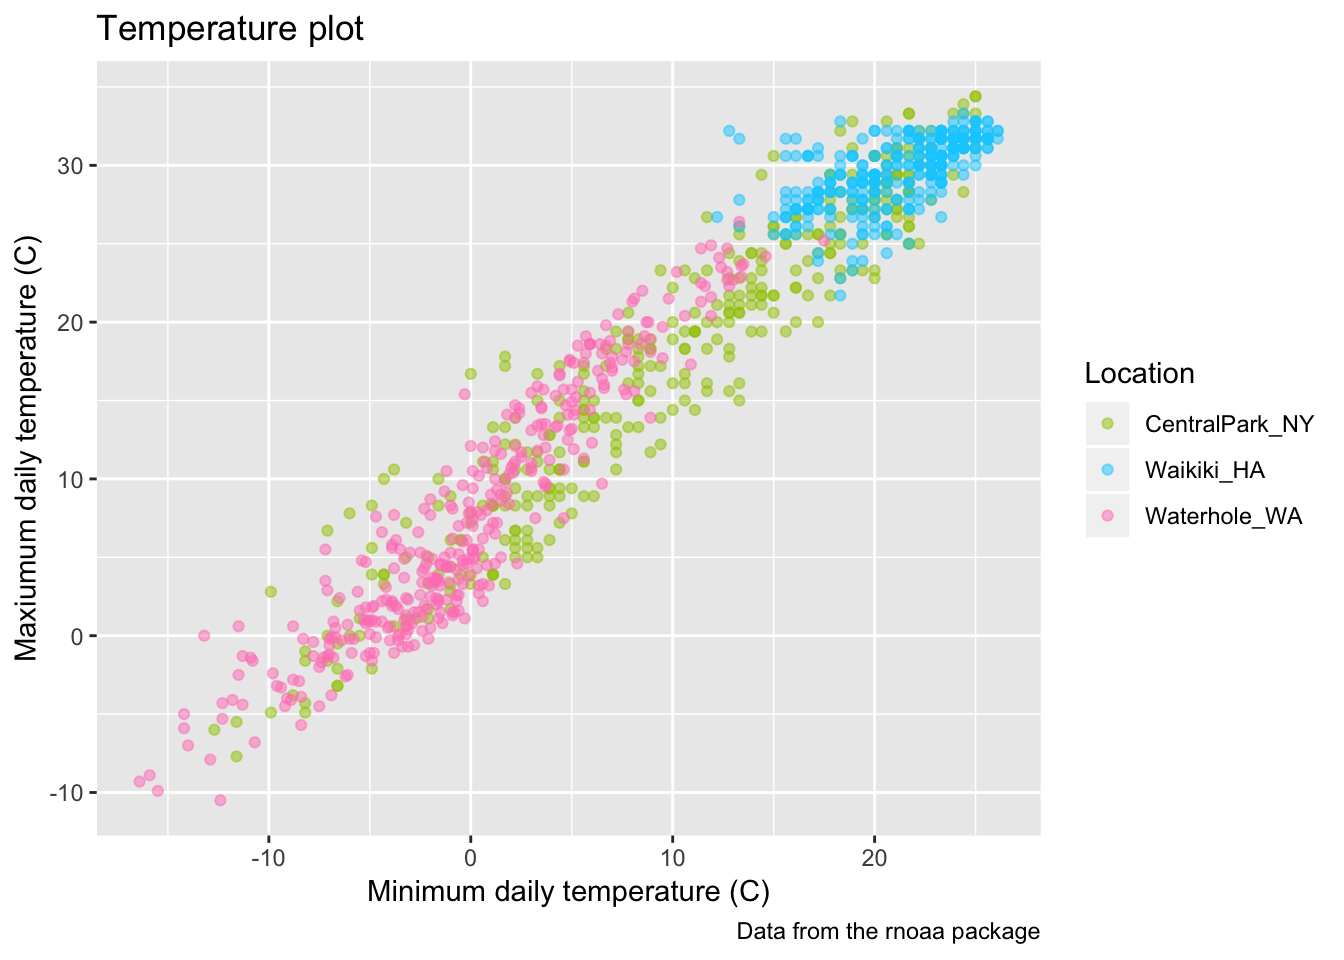 Temperature plot
Maxiumum daily temperature (C)
30
20
10
0
-10
-10 0 10 20
Minimum daily temperature (C)
Data from the rnoaa package
Location
CentralPark_NY
Waikiki_HA
Waterhole_WA